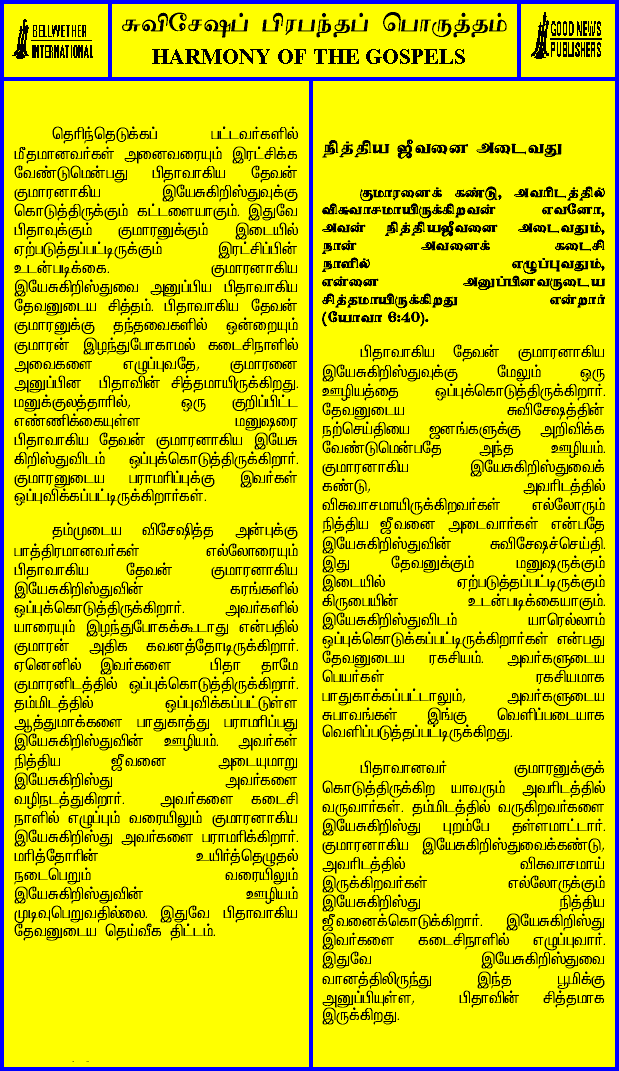 BELLWETHER
INTERNATIONAL
சுவிசேஷப் பிரபந்தப் பொருத்தம்
HARMONY OF THE GOSPELS
GOOD NEWS
PUBLISHERS
தெரிந்தெடுக்கப் பட்டவர்களில்
மீதமானவர்கள் அனைவரையும் இரட்சிக்க
வேண்டுமென்பது பிதாவாகிய தேவன்
குமாரனாகிய இயேசுகிறிஸ்துவுக்கு
கொடுத்திருக்கும் கட்டளையாகும். இதுவே
பிதாவுக்கும் குமாரனுக்கும் இடையில்
ஏற்படுத்தப்பட்டிருக்கும் இரட்சிப்பின்
உடன்படிக்கை. குமாரனாகிய
இயேசுகிறிஸ்துவை அனுப்பிய பிதாவாகிய
தேவனுடைய சித்தம். பிதாவாகிய தேவன்
குமாரனுக்கு தந்தவைகளில் ஒன்றையும்
குமாரன் இழந்துபோகாமல் கடைசிநாளில்
அவைகளை எழுப்புவதே, குமாரனை
அனுப்பின பிதாவின் சித்தமாயிருக்கிறது.
மனுக்குலத்தாரில், ஒரு குறிப்பிட்ட
எண்ணிக்கையுள்ள மனுஷரை
பிதாவாகிய தேவன் குமாரனாகிய இயேசு
கிறிஸ்துவிடம் ஒப்புக்கொடுத்திருக்கிறார்.
குமாரனுடைய பராமரிப்புக்கு இவர்கள்
ஒப்புவிக்கப்பட்டிருக்கிறார்கள்.
தம்முடைய விசேஷித்த அன்புக்கு
பாத்திரமானவர்கள் எல்லோரையும்
பிதாவாகிய தேவன் குமாரனாகிய
இயேசுகிறிஸ்துவின் கரங்களில்
ஒப்புக்கொடுத்திருக்கிறார். அவர்களில்
யாரையும் இழந்துபோகக்கூடாது என்பதில்
குமாரன் அதிக கவனத்தோடிருக்கிறார்.
ஏனெனில் இவர்களை பிதா தாமே
குமாரனிடத்தில் ஒப்புக்கொடுத்திருக்கிறார்.
தம்மிடத்தில் ஒப்புவிக்கப்பட்டுள்ள
ஆத்துமாக்களை பாதுகாத்து பராமரிப்பது
இயேசுகிறிஸ்துவின் ஊழியம். அவர்கள்
நித்திய ஜீவனை அடையுமாறு
இயேசுகிறிஸ்து அவர்களை
வழிநடத்துகிறார். அவர்களை கடைசி
நாளில் எழுப்பும் வரையிலும் குமாரனாகிய
இயேசுகிறிஸ்து அவர்களை பராமரிக்கிறார்.
மரித்தோரின் உயிர்த்தெழுதல்
நடைபெறும் வரையிலும்
இயேசுகிறிஸ்துவின் ஊழியம்
முடிவுபெறுவதில்லை. இதுவே பிதாவாகிய
தேவனுடைய தெய்வீக திட்டம்.
நித்திய ஜீவனை அடைவது
குமாரனைக் கண்டு, அவரிடத்தில்
விசுவாசமாயிருக்கிறவன் எவனோ,
அவன் நித்தியஜீவனை அடைவதும்,
நான் அவனைக் கடைசி
நாளில் எழுப்புவதும்,
என்னை அனுப்பினவருடைய
சித்தமாயிருக்கிறது என்றார்
(யோவா 6:40).
பிதாவாகிய தேவன் குமாரனாகிய
இயேசுகிறிஸ்துவுக்கு மேலும் ஒரு
ஊழியத்தை ஒப்புக்கொடுத்திருக்கிறார்.
தேவனுடைய சுவிசேஷத்தின்
நற்செய்தியை ஜனங்களுக்கு அறிவிக்க
வேண்டுமென்பதே அந்த ஊழியம்.
குமாரனாகிய இயேசுகிறிஸ்துவைக்
கண்டு, அவரிடத்தில்
விசுவாசமாயிருக்கிறவர்கள் எல்லோரும்
நித்திய ஜீவனை அடைவார்கள் என்பதே
இயேசுகிறிஸ்துவின் சுவிசேஷச்செய்தி.
இது தேவனுக்கும் மனுஷருக்கும்
இடையில் ஏற்படுத்தப்பட்டிருக்கும்
கிருபையின் உடன்படிக்கையாகும்.
இயேசுகிறிஸ்துவிடம் யாரெல்லாம்
ஒப்புக்கொடுக்கப்பட்டிருக்கிறார்கள் என்பது
தேவனுடைய ரகசியம். அவர்களுடைய
பெயர்கள் ரகசியமாக
பாதுகாக்கப்பட்டாலும், அவர்களுடைய
சுபாவங்கள் இங்கு வெளிப்படையாக
வெளிப்படுத்தப்பட்டிருக்கிறது.
பிதாவானவர் குமாரனுக்குக்
கொடுத்திருக்கிற யாவரும் அவரிடத்தில்
வருவார்கள். தம்மிடத்தில் வருகிறவர்களை
இயேசுகிறிஸ்து புறம்பே தள்ளமாட்டார்.
குமாரனாகிய இயேசுகிறிஸ்துவைக்கண்டு,
அவரிடத்தில் விசுவாசமாய்
இருக்கிறவர்கள் எல்லோருக்கும்
இயேசுகிறிஸ்து நித்திய
ஜீவனைக்கொடுக்கிறார். இயேசுகிறிஸ்து
இவர்களை கடைசிநாளில் எழுப்புவார்.
இதுவே இயேசுகிறிஸ்துவை
வானத்திலிருந்து இந்த பூமிக்கு
அனுப்பியுள்ள, பிதாவின் சித்தமாக
இருக்கிறது.